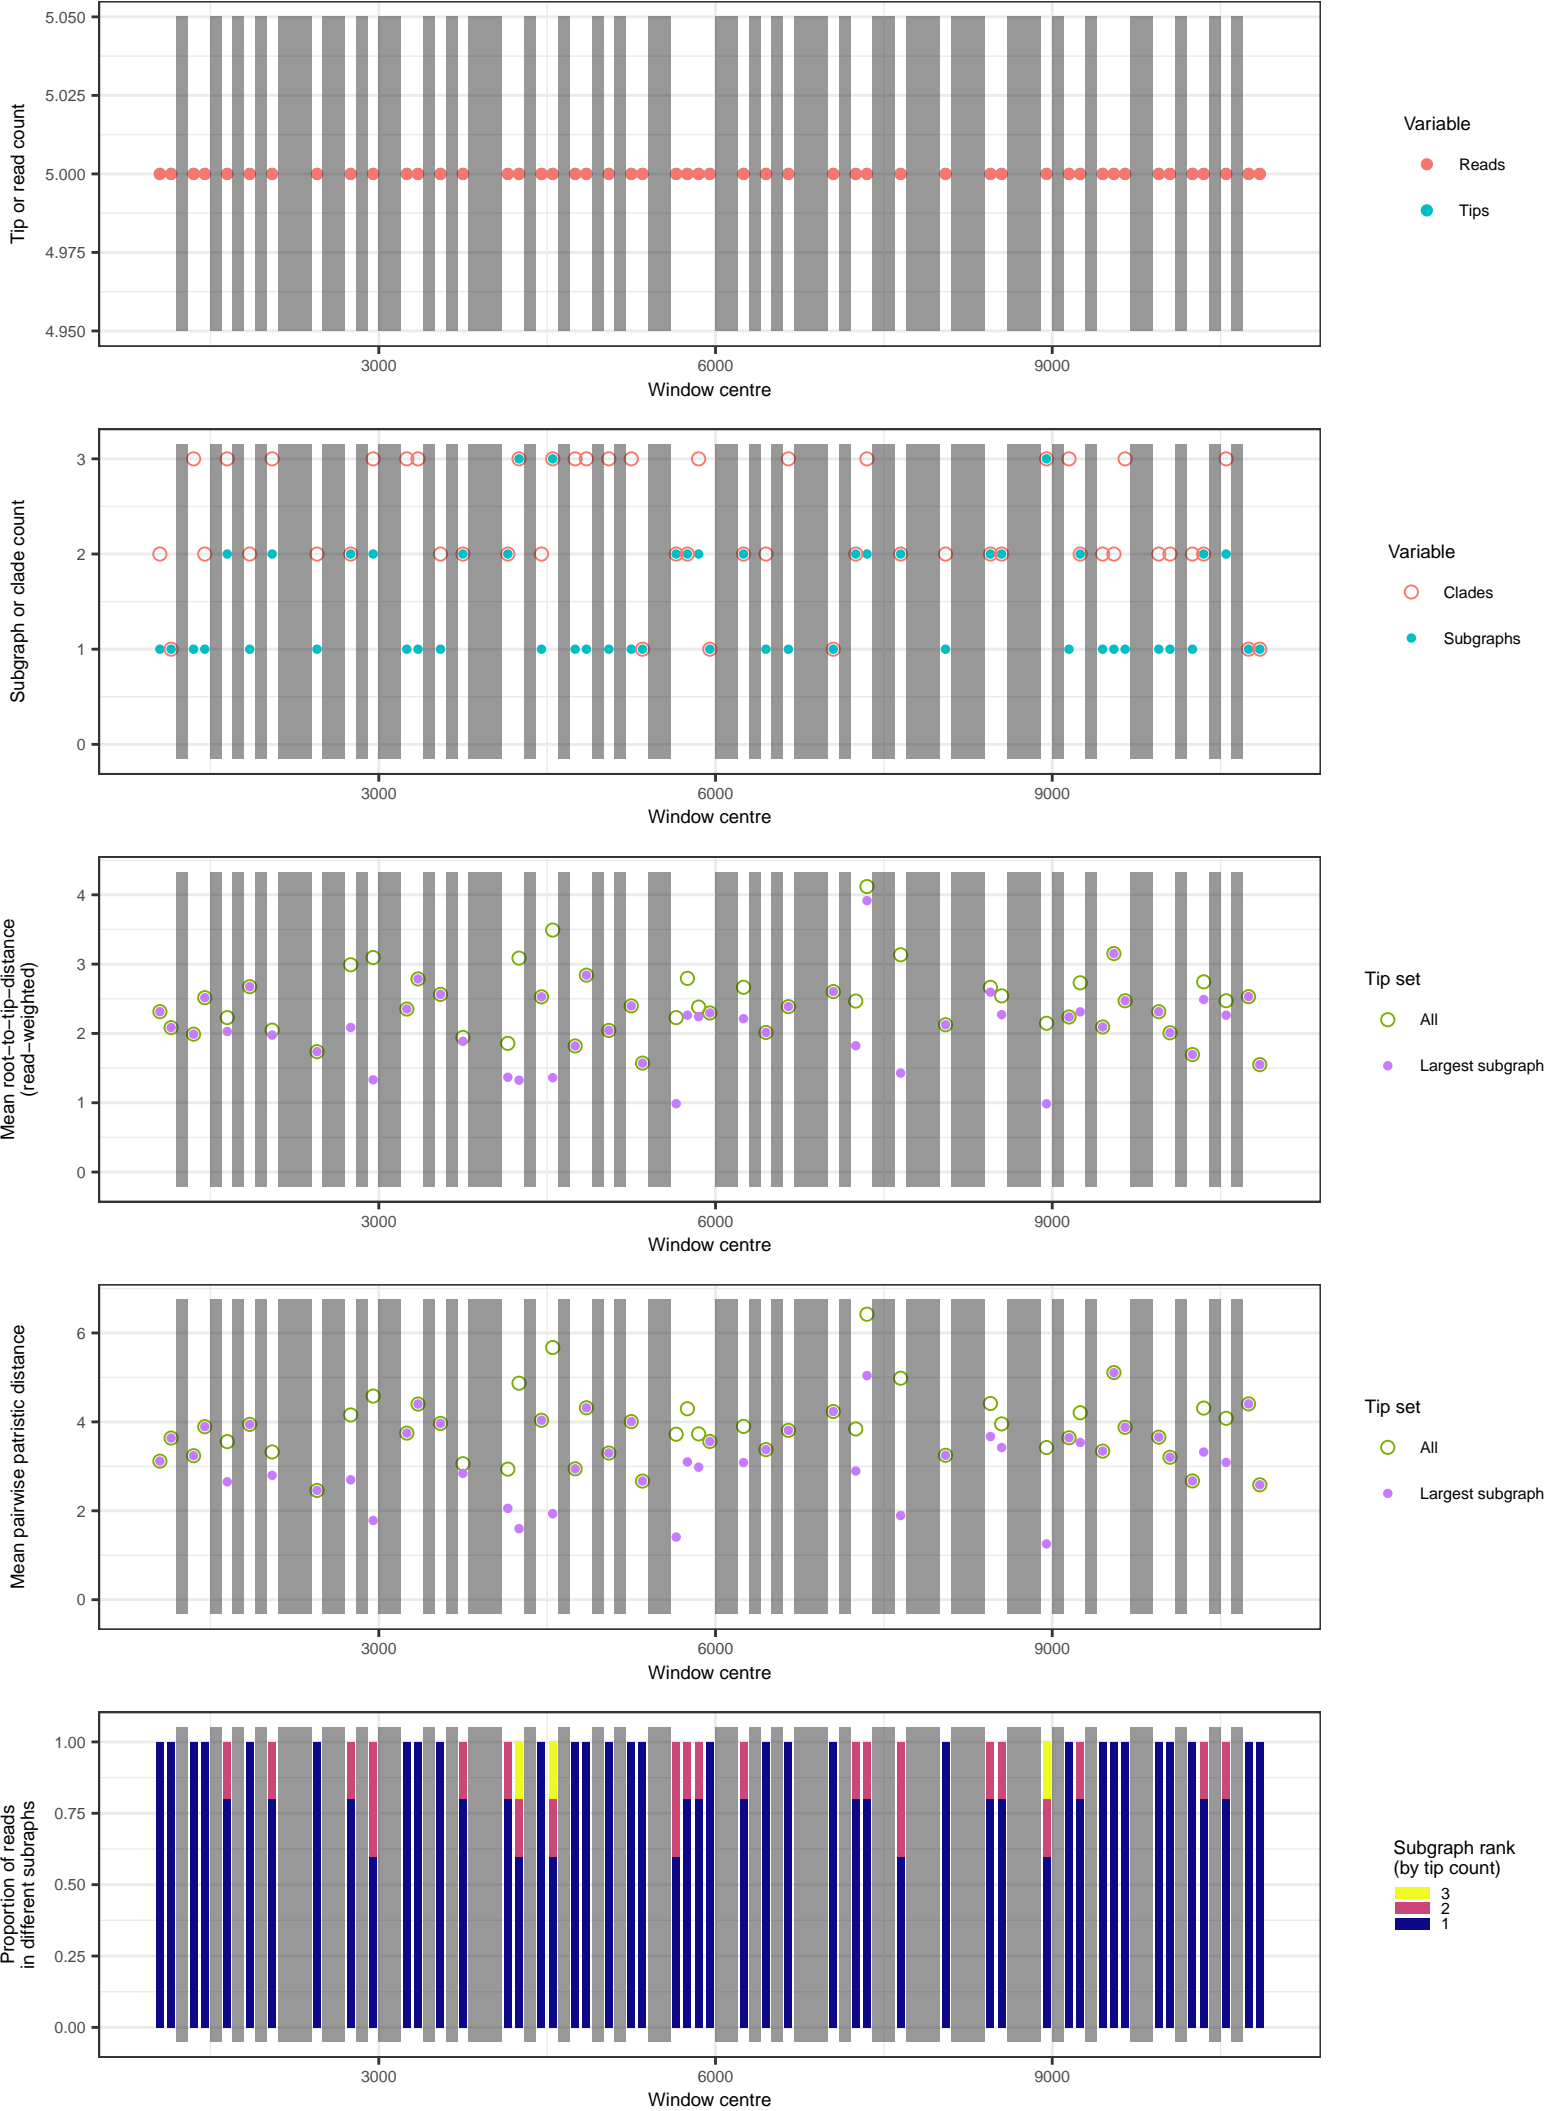 5.050
5.025
5.000
4.975
4.950
Tip or read count
3000
6000
9000
Window centre
Variable
Reads
Tips
3
2
1
0
Subgraph or clade count
3000
6000
9000
Window centre
Variable
Clades
Subgraphs
4
3
2
1
0
Mean root−to−tip−distance
(read−weighted)
3000
6000
9000
Window centre
Tip set
All
Largest subgraph
6
4
2
0
Mean pairwise patristic distance
3000
6000
9000
Window centre
Tip set
All
Largest subgraph
1.00
0.75
0.50
0.25
0.00
Proportion of reads
in different subraphs
3000
6000
9000
Window centre
Subgraph rank
(by tip count)
3
2
1